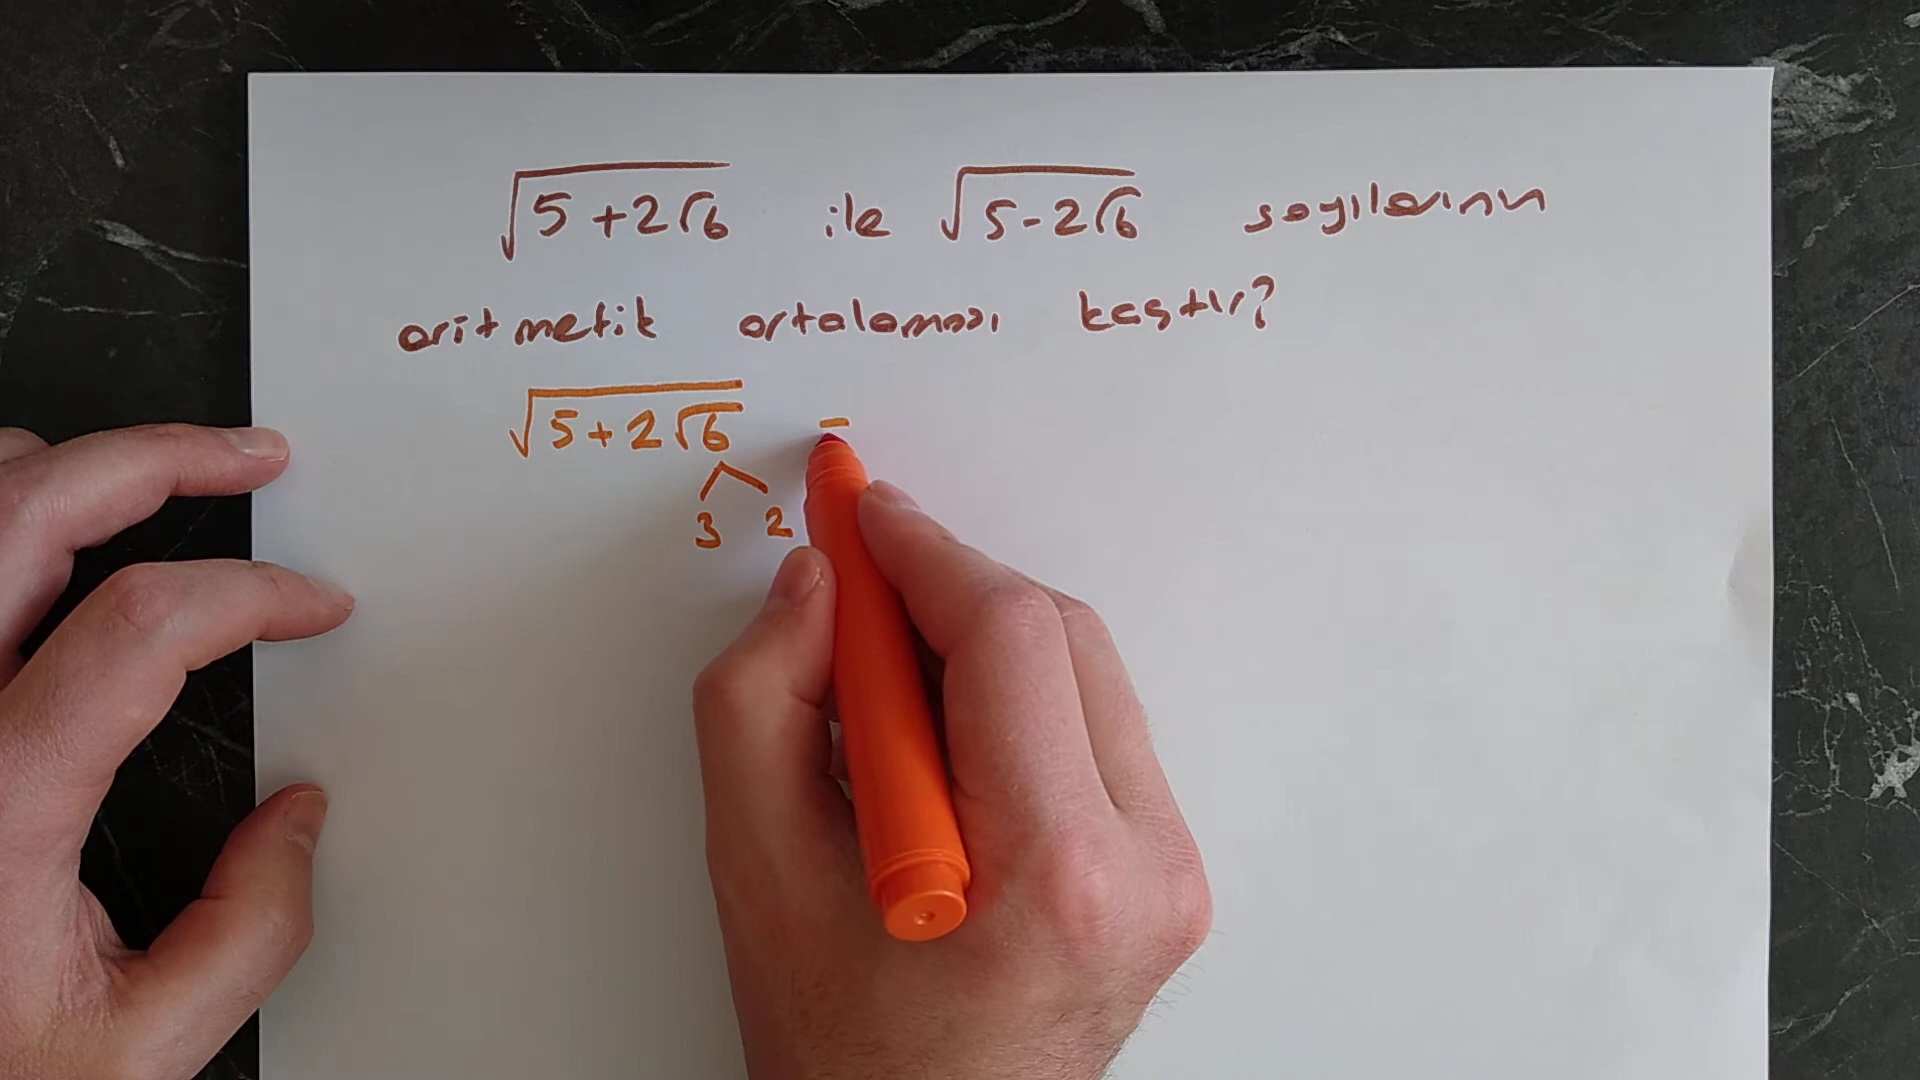 √(5+2√6) ile √(5-2√6) sayılarının
aritmetik ortalaması kaçtır?
√(5+2√6) =
3 2